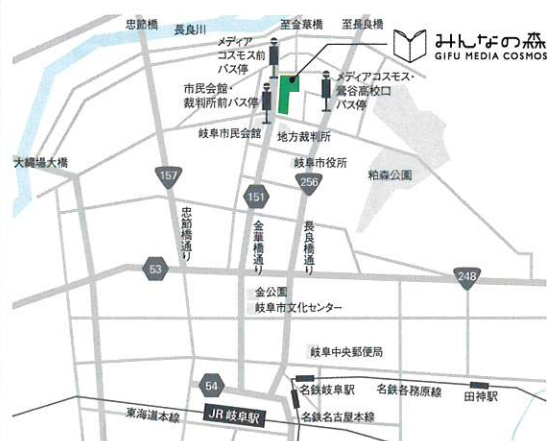 忠節橋
長良川
至金華橋
至長良橋
みんなの森
GIFU MEDIA COSMOS
メディア
コスモス前
バス停
市民会館・
裁判所前バス停
メディアコスモス・
鶯谷高校口
バス停
岐阜市民会館
地方裁判所
大縄場大橋
岐阜市役所
粕森公園
157
151
256
忠節橋通り
金華橋通り
長良橋通り
53
248
金公園
岐阜市文化センター
岐阜中央郵便局
54
名鉄岐阜駅
名鉄各務原線
田神駅
東海道本線
JR 岐阜駅
名鉄名古屋本線